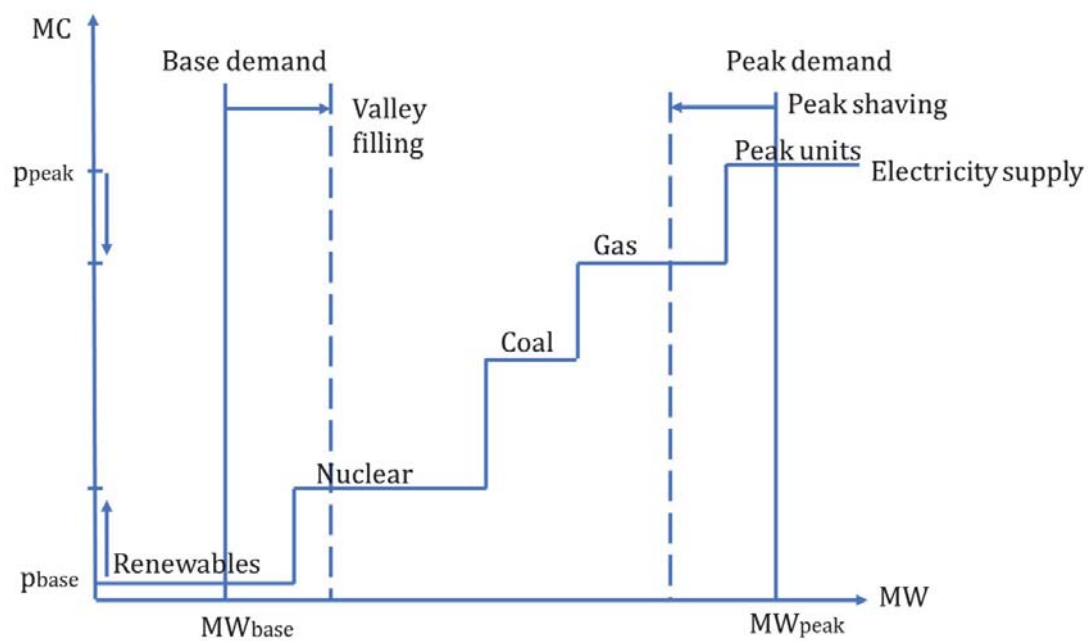 MC
Base demand
Peak demand
Valley
filling
Peak shaving
Peak units
Electricity supply
ppeak
Gas
Coal
Nuclear
Renewables
pbase
MW
MWbase
MWpeak